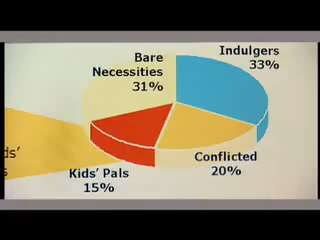 Bare
Necessities
31%
Indulgers
33%
Conflicted
20%
Kids' Pals
15%